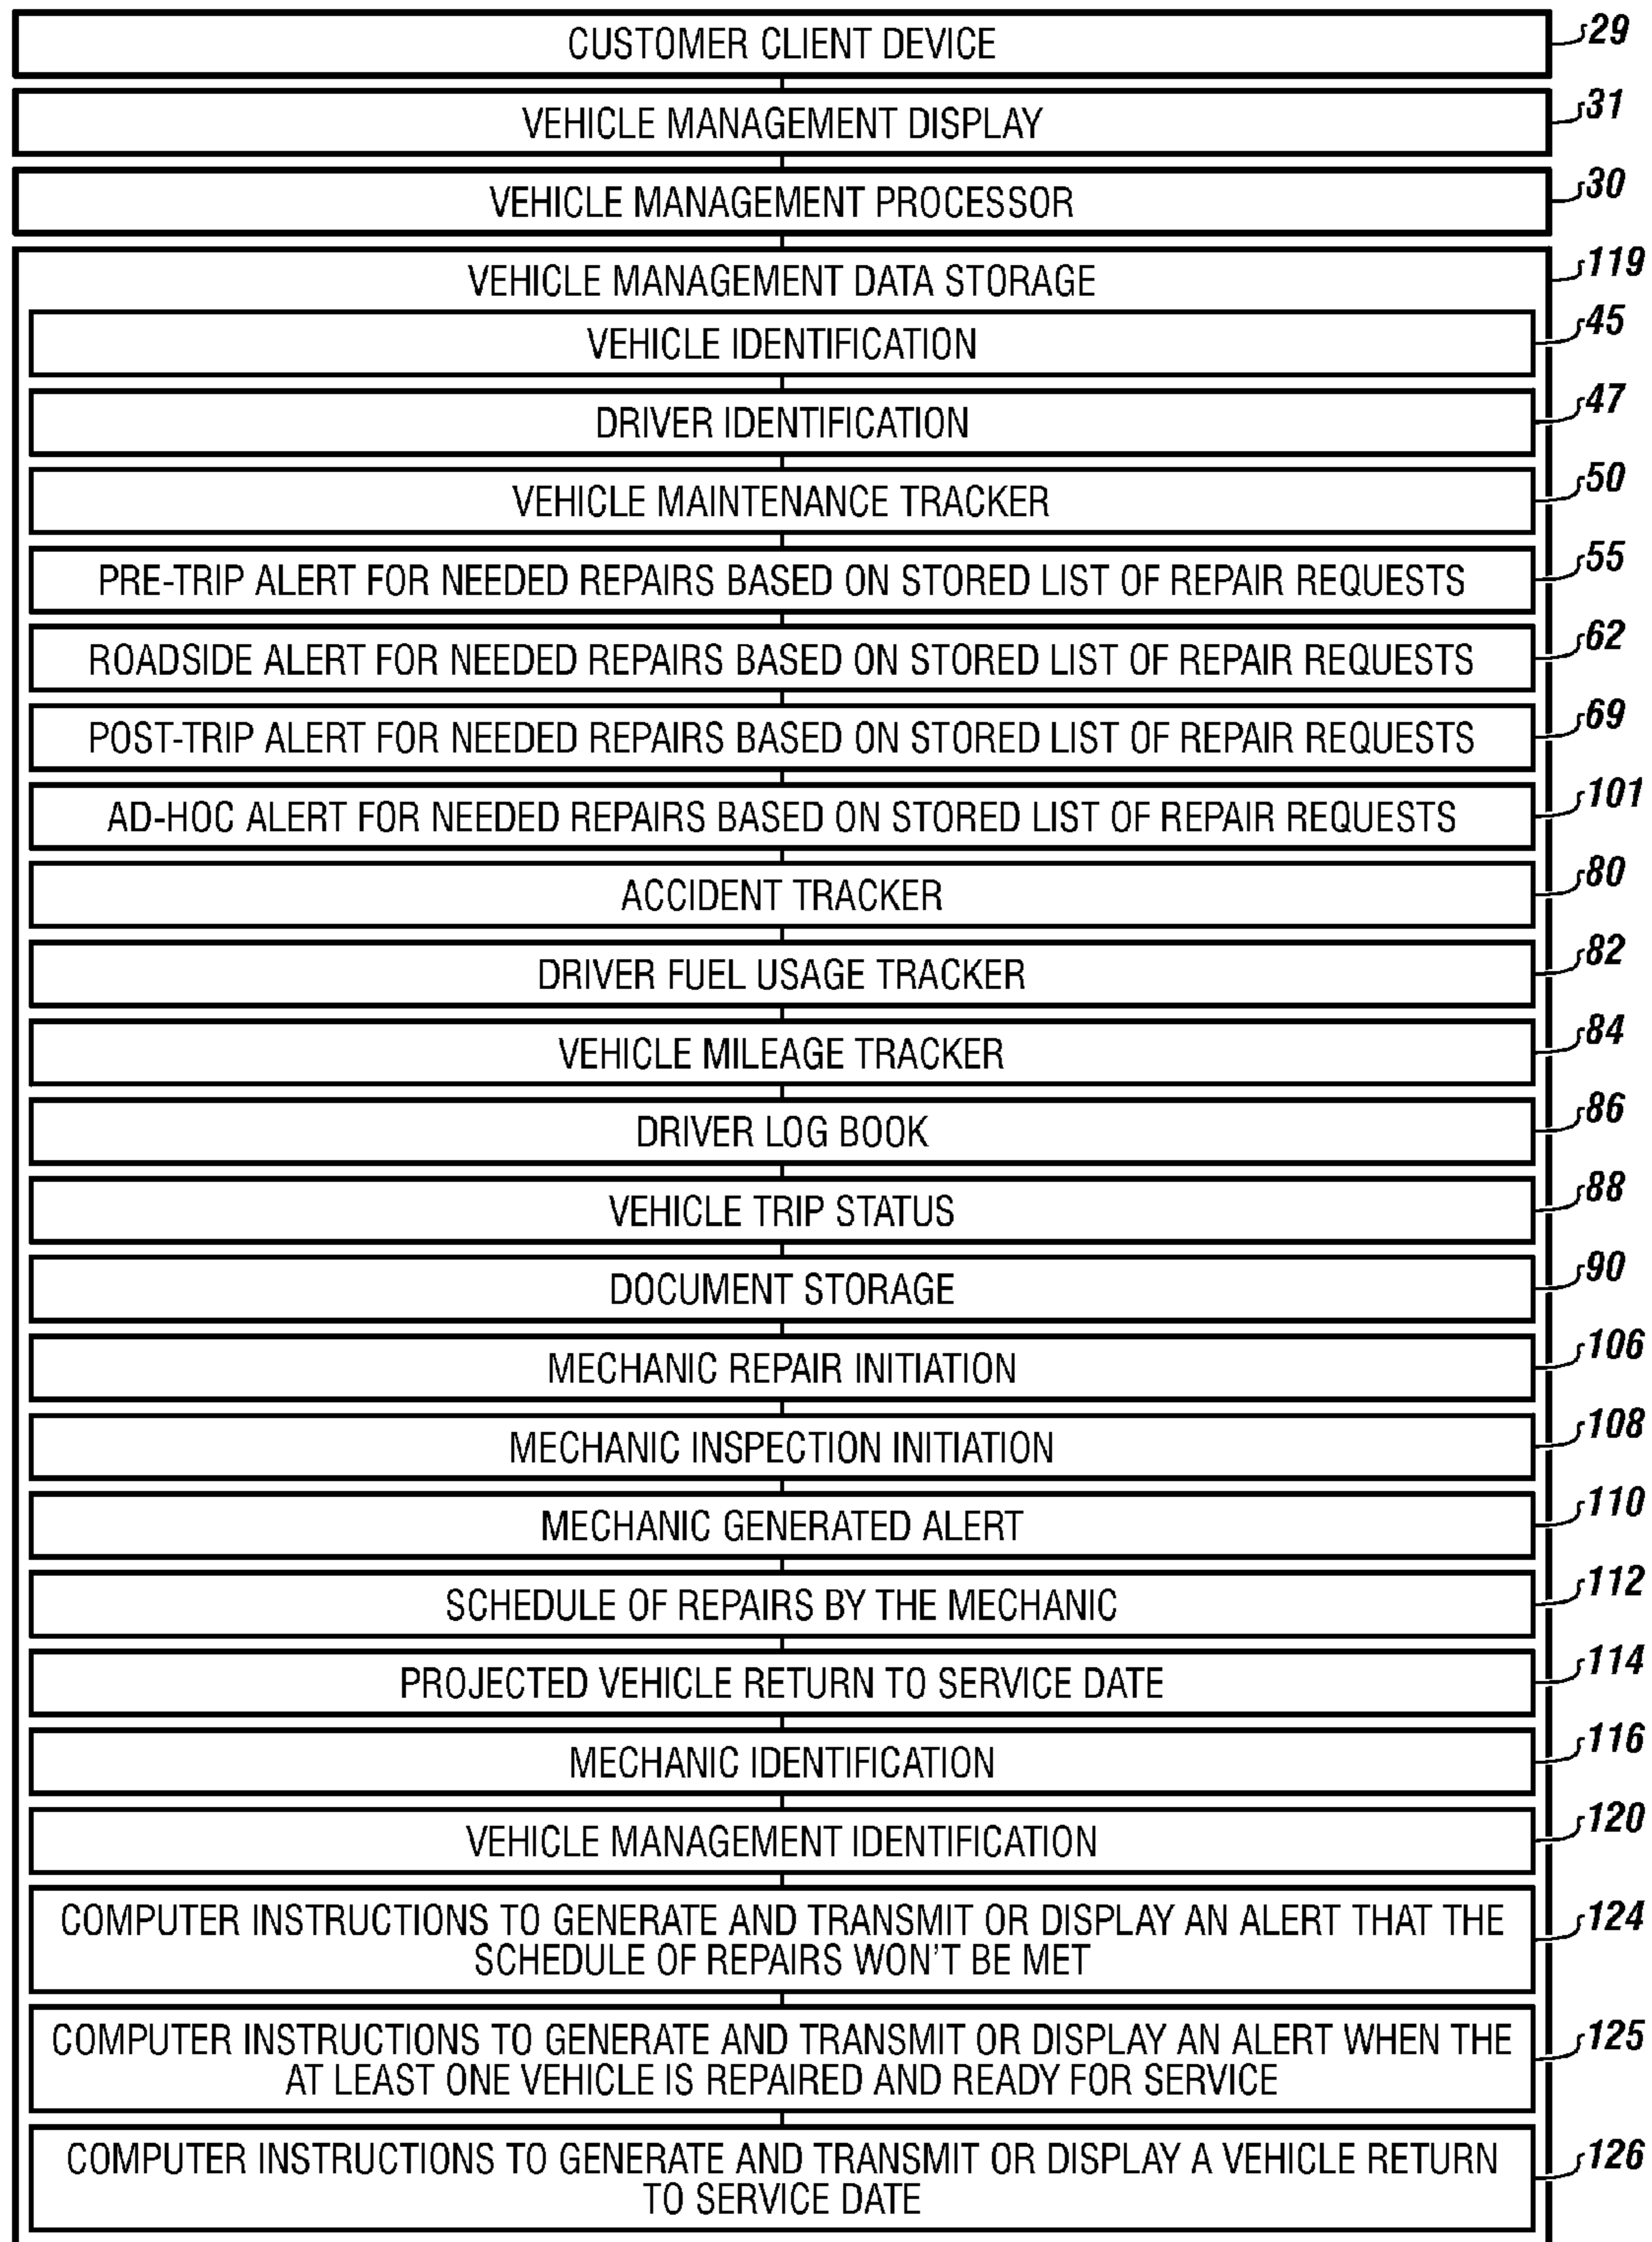 CUSTOMER CLIENT DEVICE 29
VEHICLE MANAGEMENT DISPLAY 31
VEHICLE MANAGEMENT PROCESSOR 30
VEHICLE MANAGEMENT DATA STORAGE 119
VEHICLE IDENTIFICATION 45
DRIVER IDENTIFICATION 47
VEHICLE MAINTENANCE TRACKER 50
PRE-TRIP ALERT FOR NEEDED REPAIRS BASED ON STORED LIST OF REPAIR REQUESTS 55
ROADSIDE ALERT FOR NEEDED REPAIRS BASED ON STORED LIST OF REPAIR REQUESTS 62
POST-TRIP ALERT FOR NEEDED REPAIRS BASED ON STORED LIST OF REPAIR REQUESTS 69
AD-HOC ALERT FOR NEEDED REPAIRS BASED ON STORED LIST OF REPAIR REQUESTS 101
ACCIDENT TRACKER 80
DRIVER FUEL USAGE TRACKER 82
VEHICLE MILEAGE TRACKER 84
DRIVER LOG BOOK 86
VEHICLE TRIP STATUS 88
DOCUMENT STORAGE 90
MECHANIC REPAIR INITIATION 106
MECHANIC INSPECTION INITIATION 108
MECHANIC GENERATED ALERT 110
SCHEDULE OF REPAIRS BY THE MECHANIC 112
PROJECTED VEHICLE RETURN TO SERVICE DATE 114
MECHANIC IDENTIFICATION 116
VEHICLE MANAGEMENT IDENTIFICATION 120
COMPUTER INSTRUCTIONS TO GENERATE AND TRANSMIT OR DISPLAY AN ALERT THAT THE 124
SCHEDULE OF REPAIRS WON'T BE MET
COMPUTER INSTRUCTIONS TO GENERATE AND TRANSMIT OR DISPLAY AN ALERT WHEN THE 125
AT LEAST ONE VEHICLE IS REPAIRED AND READY FOR SERVICE
COMPUTER INSTRUCTIONS TO GENERATE AND TRANSMIT OR DISPLAY A VEHICLE RETURN 126
TO SERVICE DATE